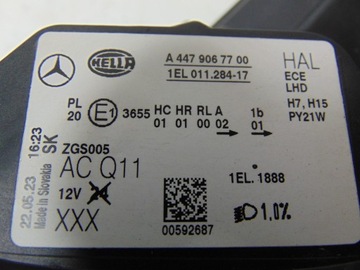 HELLA
A 447 906 77 00
1EL 011.284-17
HAL
ECE
LHD
H7, H15
PY21W
PL
20
E1
3655
HC HR RL A
01 01 00 02
1b
01
22.05.23 16:23
Made in Slovakia SK
ZGS005
AC Q11
12V
XXX
1EL. 1888
00592687
1,0%